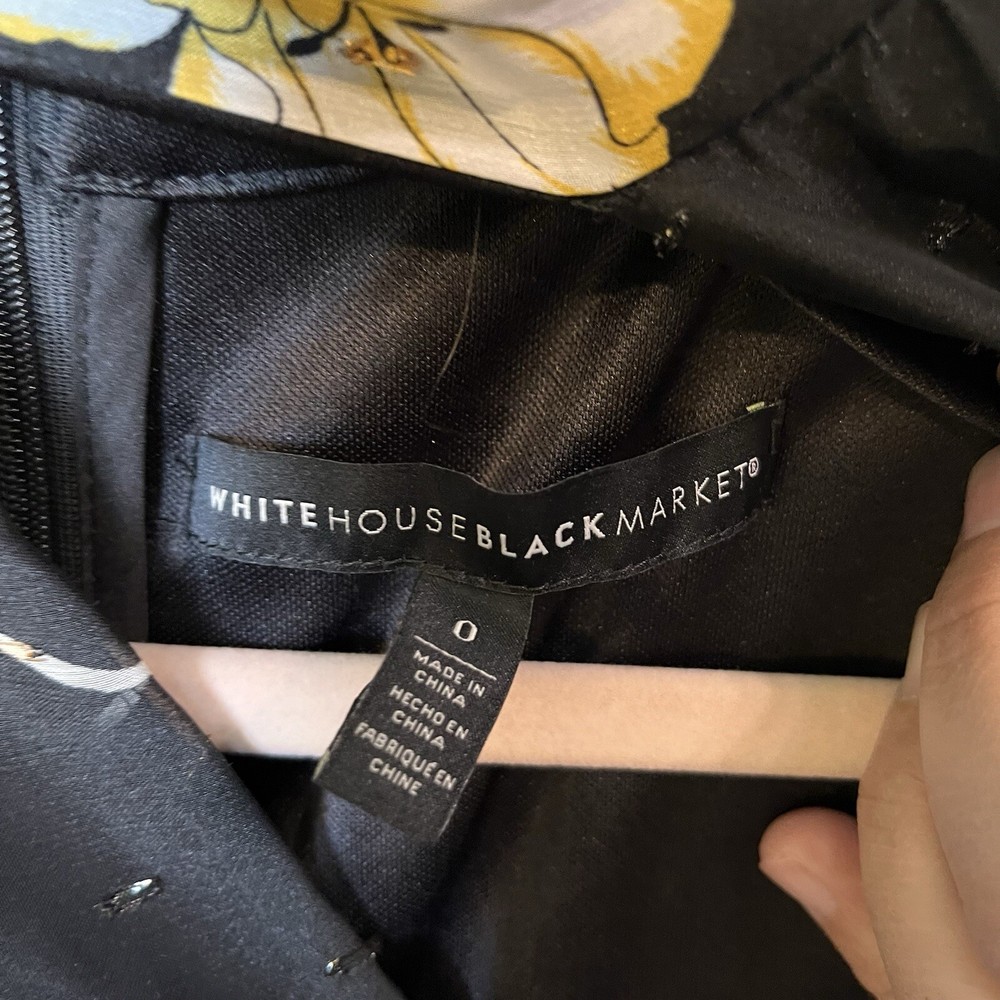 WHITEHOUSEBLACKMARKET®
0
MADE IN
CHINA
HECHO EN
CHINA
FABRIQUÉ EN
CHINE